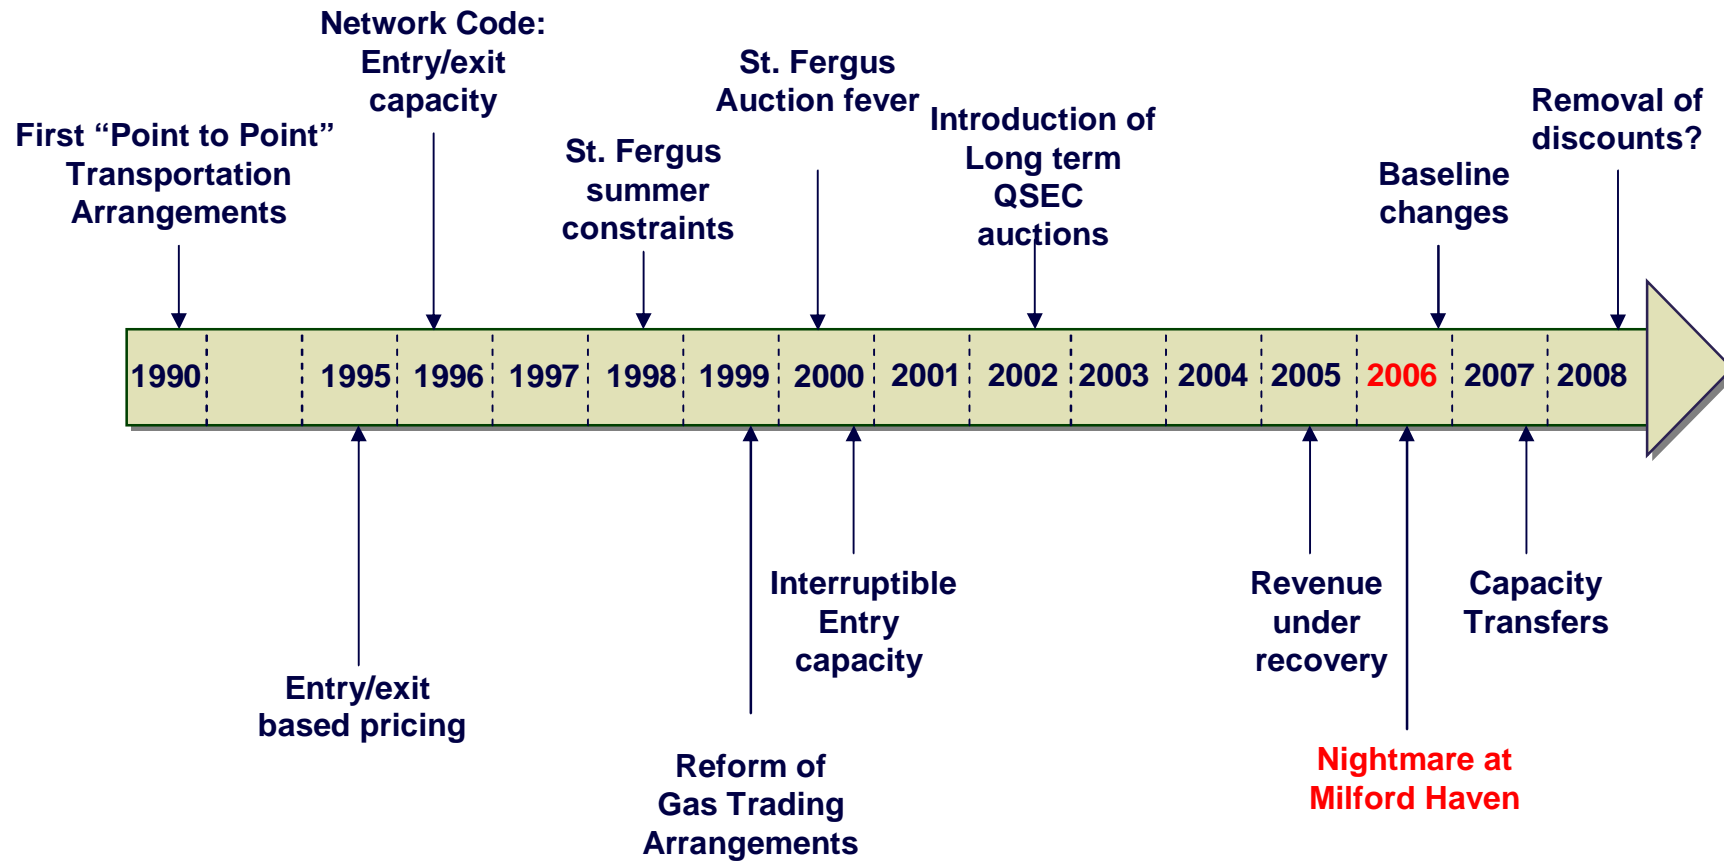 Network Code:
Entry/exit
capacity
St. Fergus
Auction fever
Removal of
discounts?
First “Point to Point”
Transportation
Arrangements
St. Fergus
summer
constraints
Introduction of
Long term
QSEC
auctions
Baseline
changes
1990 1995 1996 1997 1998 1999 2000 2001 2002 2003 2004 2005 2006 2007 2008
Entry/exit
based pricing
Reform of
Gas Trading
Arrangements
Interruptible
Entry
capacity
Revenue
under
recovery
Nightmare at
Milford Haven
Capacity
Transfers